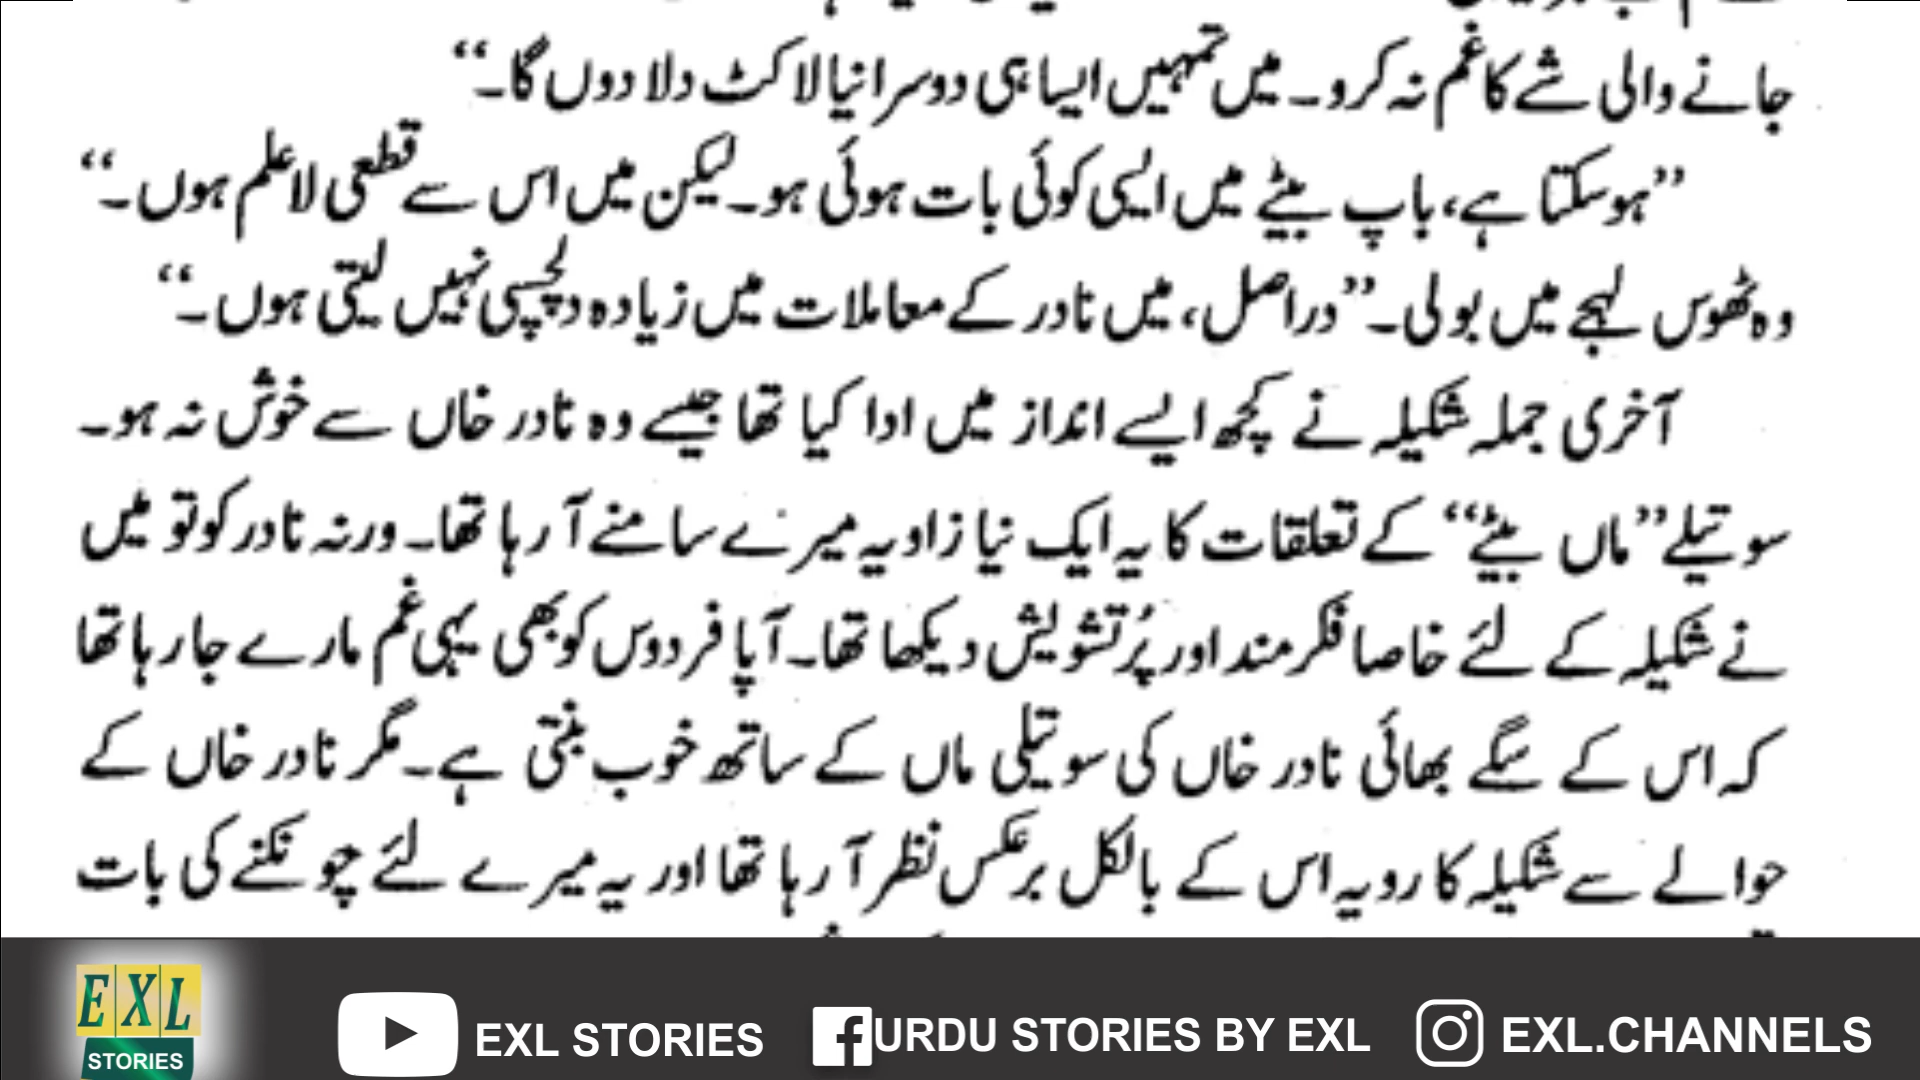 جانے والی شے کا غم نہ کرو۔ میں تمہیں ایسا ہی دوسرا نیا لاکٹ دلا دوں گا۔‘‘
’’ہو سکتا ہے، باپ بیٹے میں ایسی کوئی بات ہوئی ہو۔ لیکن میں اس سے قطعی لاعلم ہوں۔‘‘
وہ ٹھوس لہجے میں بولی۔ ’’دراصل، میں نادر کے معاملات میں زیادہ دلچسپی نہیں لیتی ہوں۔‘‘
آخری جملہ شکیلہ نے کچھ ایسے انداز میں ادا کیا تھا جیسے وہ نادر خاں سے خوش نہ ہو۔
سوتیلے ’’ماں بیٹے‘‘ کے تعلقات کا یہ ایک نیا زاویہ میرے سامنے آ رہا تھا۔ ورنہ نادر کو تو میں
نے شکیلہ کے لئے خاصا فکرمند اور پُرتشویش دیکھا تھا۔ آپا فردوس کو بھی یہی غم مارے جا رہا تھا
کہ اس کے سگے بھائی نادر خاں کی سوتیلی ماں کے ساتھ خوب بنتی ہے۔ مگر نادر خاں کے
حوالے سے شکیلہ کا رویہ اس کے بالکل برعکس نظر آ رہا تھا اور یہ میرے لئے چونکنے کی بات
EXL
STORIES
EXL STORIES
URDU STORIES BY EXL
EXL.CHANNELS